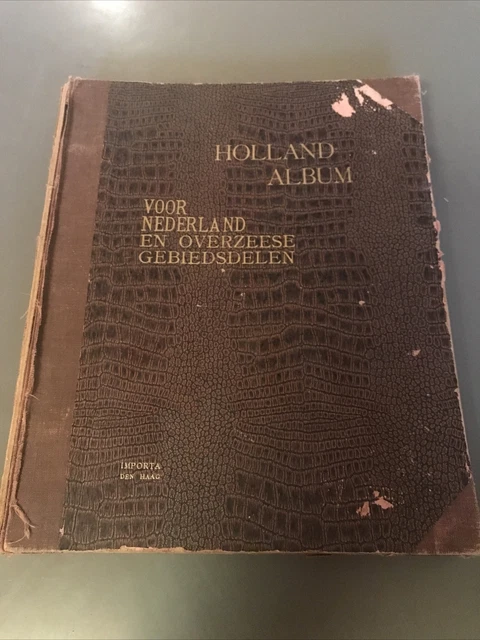 HOLLAND
ALBUM
VOOR
NEDERLAND
EN OVERZEESE
GEBIEDSDELEN
IMPORTA
DEN HAAG